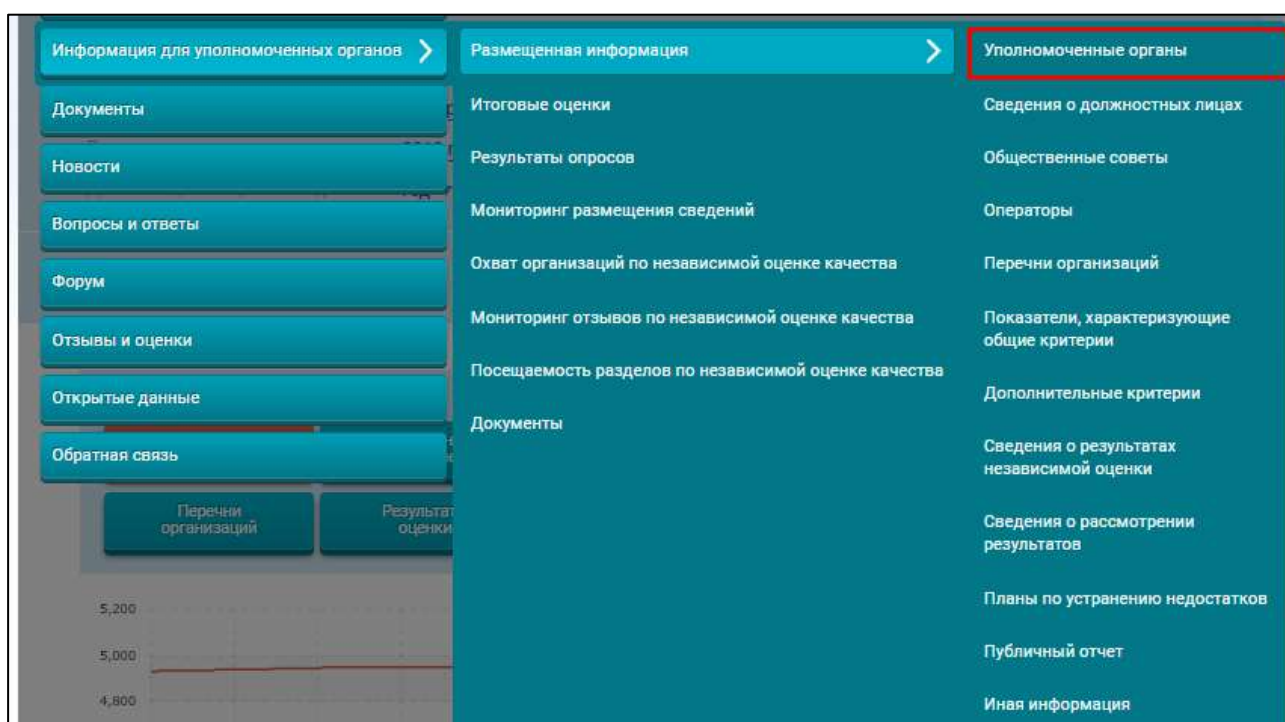 Информация для уполномоченных органов
Документы
Новости
Вопросы и ответы
Форум
Отзывы и оценки
Открытые данные
Обратная связь
Размещенная информация
Итоговые оценки
Результаты опросов
Мониторинг размещения сведений
Охват организаций по независимой оценке качества
Мониторинг отзывов по независимой оценке качества
Посещаемость разделов по независимой оценке качества
Документы
Уполномоченные органы
Сведения о должностных лицах
Общественные советы
Операторы
Перечни организаций
Показатели, характеризующие
общие критерии
Дополнительные критерии
Сведения о результатах
независимой оценки
Сведения о рассмотрении
результатов
Планы по устранению недостатков
Публичный отчет
Иная информация
Перечни
организаций
Результат
оценки
5,200
5,000
4,800